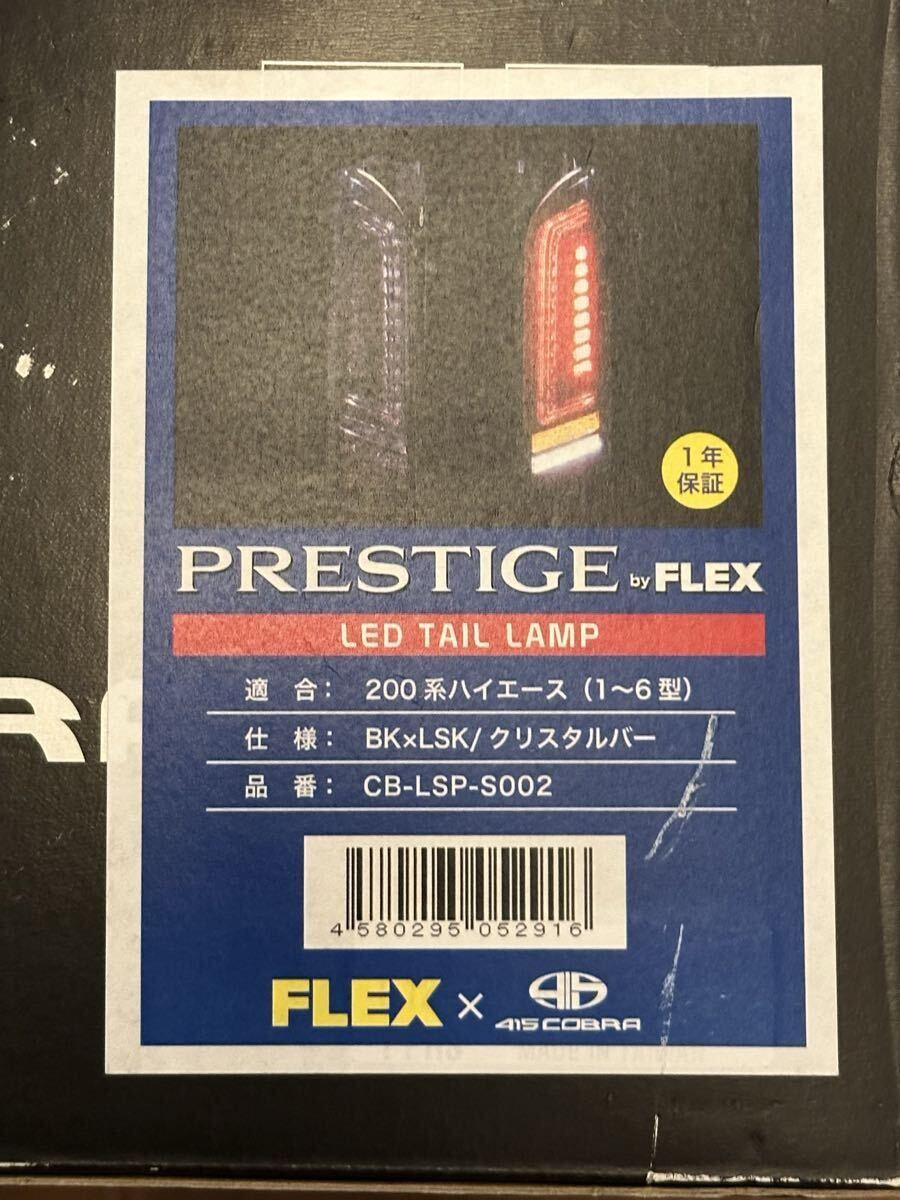 1年
保証
PRESTIGE by FLEX
LED TAIL LAMP
適 合： 200系ハイエース（1〜6型）
仕 様： BK×LSK/クリスタルバー
品 番： CB-LSP-S002
4 580295 052916
FLEX × 415COBRA
MADE IN TAIWAN